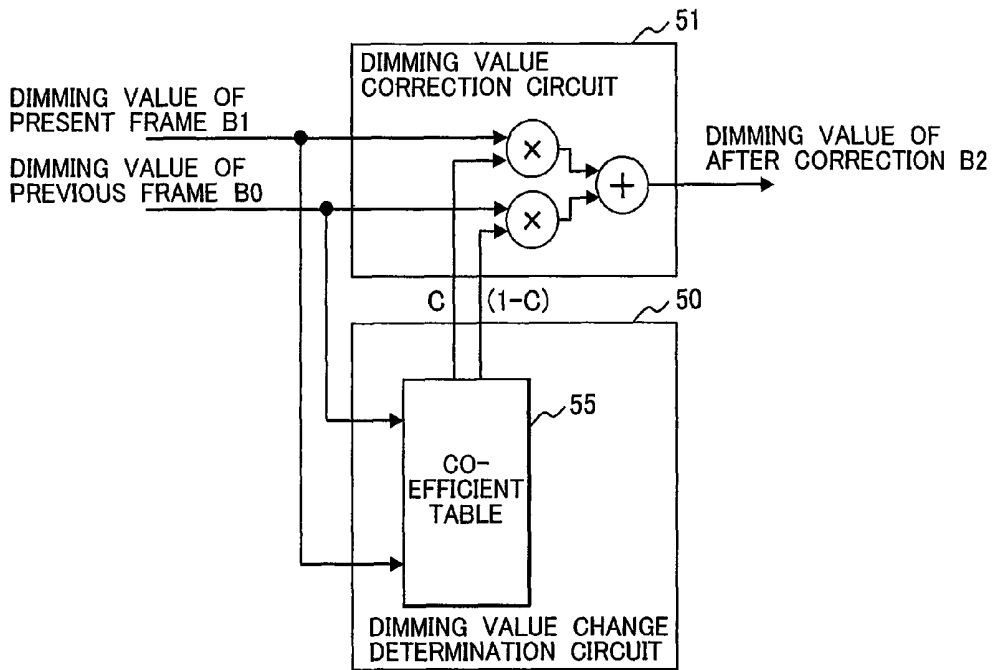 51
DIMMING VALUE
CORRECTION CIRCUIT
DIMMING VALUE OF
PRESENT FRAME B1
DIMMING VALUE OF
PREVIOUS FRAME B0
×
×
+
DIMMING VALUE OF
AFTER CORRECTION B2
C (1-C)
50
55
CO-
EFFICIENT
TABLE
DIMMING VALUE CHANGE
DETERMINATION CIRCUIT